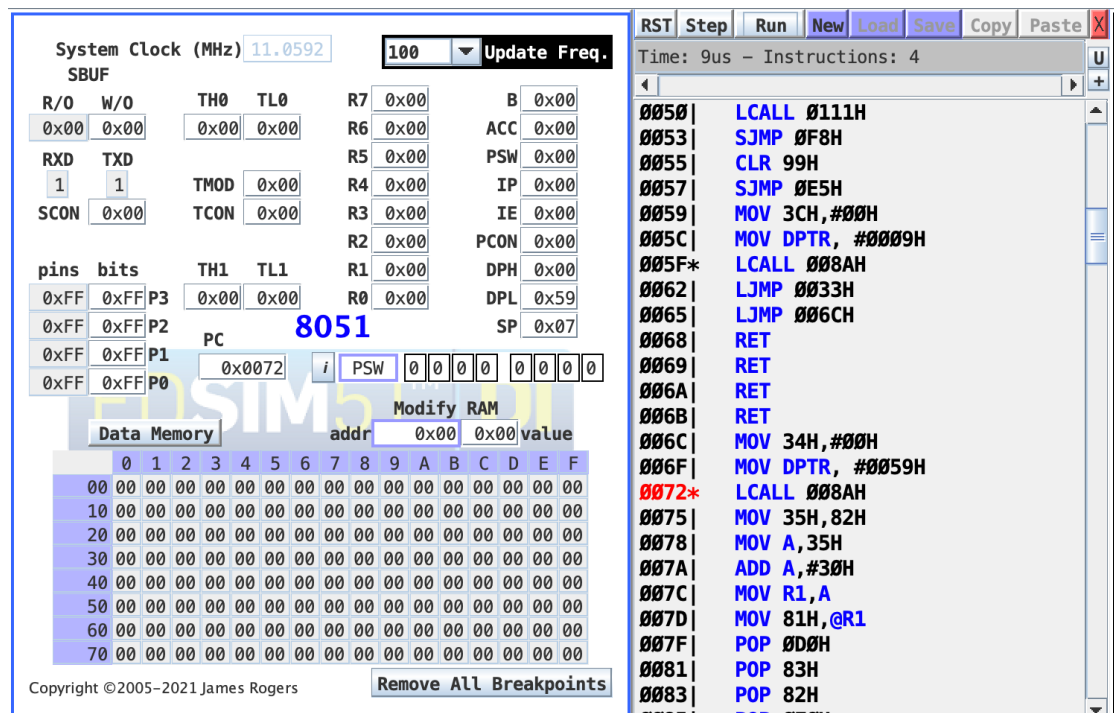 System Clock (MHz) 11.0592
100 Update Freq.
SBUF
R/O W/O TH0 TL0 R7 0x00 B 0x00
0x00 0x00 0x00 0x00 R6 0x00 ACC 0x00
RXD TXD R5 0x00 PSW 0x00
1 1 TMOD 0x00 R4 0x00 IP 0x00
SCON 0x00 TCON 0x00 R3 0x00 IE 0x00
R2 0x00 PCON 0x00
pins bits TH1 TL1 R1 0x00 DPH 0x00
0xFF 0xFF P3 0x00 0x00 R0 0x00 DPL 0x59
0xFF 0xFF P2 8051 SP 0x07
PC
0xFF 0xFF P1 0x0072 i PSW 0 0 0 0 0 0 0 0
0xFF 0xFF P0
EDSIM51 DI
Modify RAM
Data Memory addr 0x00 0x00 value
0 1 2 3 4 5 6 7 8 9 A B C D E F
00 00 00 00 00 00 00 00 00 00 00 00 00 00 00 00 00
10 00 00 00 00 00 00 00 00 00 00 00 00 00 00 00 00
20 00 00 00 00 00 00 00 00 00 00 00 00 00 00 00 00
30 00 00 00 00 00 00 00 00 00 00 00 00 00 00 00 00
40 00 00 00 00 00 00 00 00 00 00 00 00 00 00 00 00
50 00 00 00 00 00 00 00 00 00 00 00 00 00 00 00 00
60 00 00 00 00 00 00 00 00 00 00 00 00 00 00 00 00
70 00 00 00 00 00 00 00 00 00 00 00 00 00 00 00 00
Copyright ©2005-2021 James Rogers
Remove All Breakpoints
RST Step Run New Load Save Copy Paste X
Time: 9us - Instructions: 4 U
+
0050| LCALL 0111H
0053| SJMP 0F8H
0055| CLR 99H
0057| SJMP 0E5H
0059| MOV 3CH,#00H
005C| MOV DPTR, #0009H
005F* LCALL 008AH
0062| LJMP 0033H
0065| LJMP 006CH
0068| RET
0069| RET
006A| RET
006B| RET
006C| MOV 34H,#00H
006F| MOV DPTR, #0059H
0072* LCALL 008AH
0075| MOV 35H,82H
0078| MOV A,35H
007A| ADD A,#30H
007C| MOV R1,A
007D| MOV 81H,@R1
007F| POP 0D0H
0081| POP 83H
0083| POP 82H